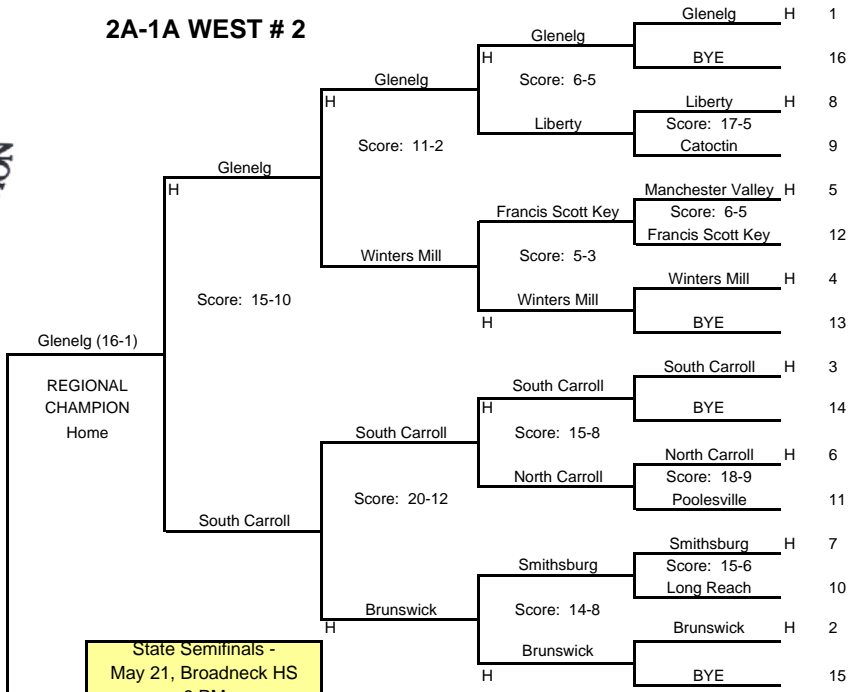 2A-1A WEST # 2
Glenelg H 1
Glenelg
H
BYE 16
Glenelg
Score: 6-5
H
Liberty H 8
Liberty
Score: 17-5
Score: 11-2
Catoctin 9
Glenelg
H
Manchester Valley H 5
Francis Scott Key
Score: 6-5
Francis Scott Key 12
Winters Mill
Score: 5-3
Winters Mill H 4
Score: 15-10
Winters Mill
H
BYE 13
Glenelg (16-1)
South Carroll H 3
REGIONAL
CHAMPION
Home
South Carroll
H
BYE 14
South Carroll
Score: 15-8
North Carroll H 6
North Carroll
Score: 18-9
Score: 20-12
Poolesville 11
South Carroll
Smithsburg H 7
Smithsburg
Score: 15-6
Long Reach 10
Brunswick
H
Score: 14-8
Brunswick H 2
Brunswick
H
BYE 15
State Semifinals -
May 21, Broadneck HS